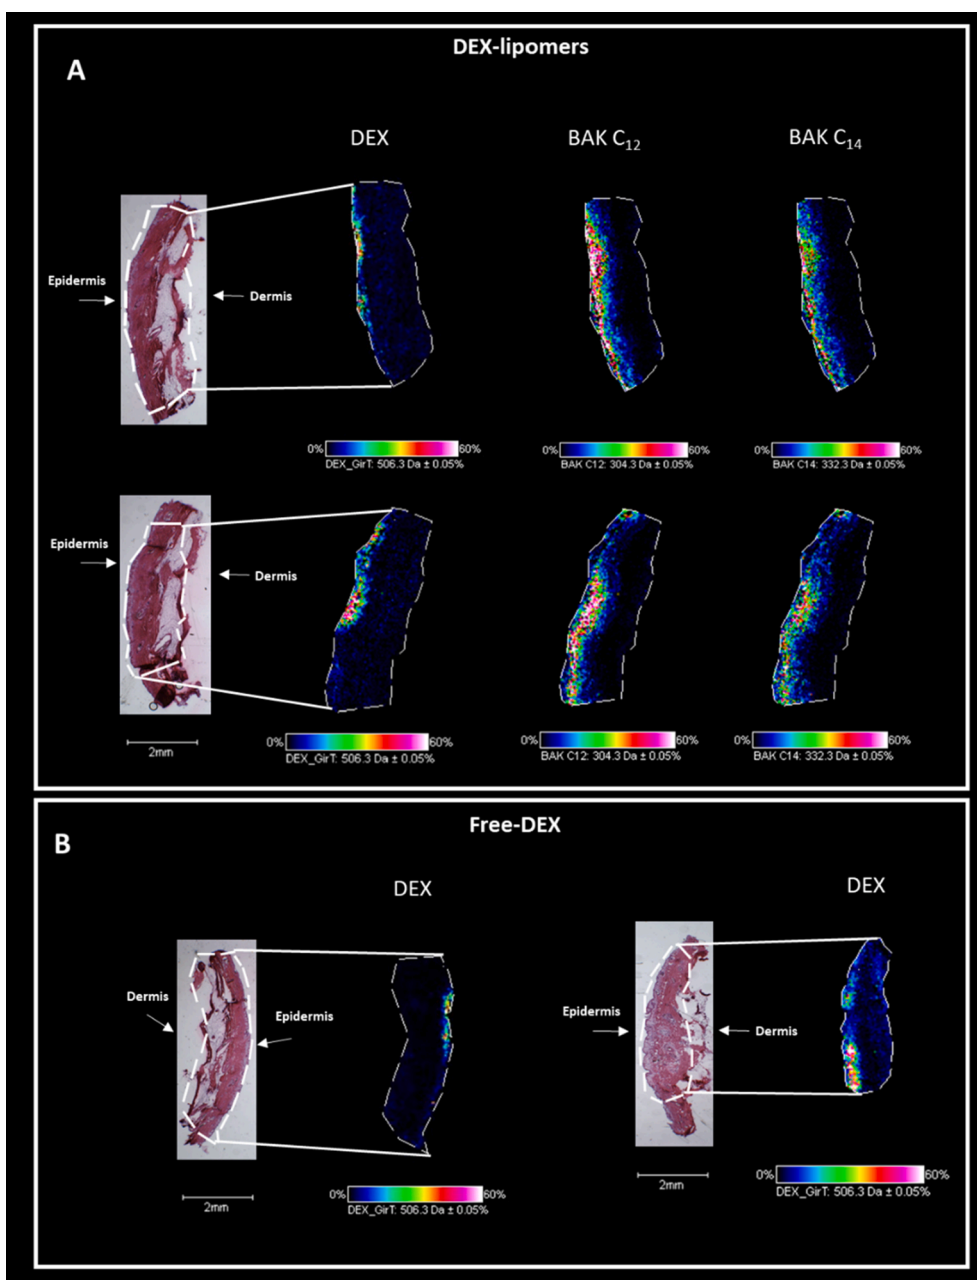 DEX-lipomers
A
DEX
BAK C₁₂
BAK C₁₄
Epidermis
Dermis
0% 60%
DEX_GirT: 506.3 Da ± 0.05%
0% 60%
BAK C12: 304.3 Da ± 0.05%
0% 60%
BAK C14: 332.3 Da ± 0.05%
Epidermis
Dermis
2mm
0% 60%
DEX_GirT: 506.3 Da ± 0.05%
0% 60%
BAK C12: 304.3 Da ± 0.05%
0% 60%
BAK C14: 332.3 Da ± 0.05%
Free-DEX
B
DEX
DEX
Dermis
Epidermis
Epidermis
Dermis
2mm
0% 60%
DEX_GirT: 506.3 Da ± 0.05%
2mm
0% 60%
DEX_GirT: 506.3 Da ± 0.05%